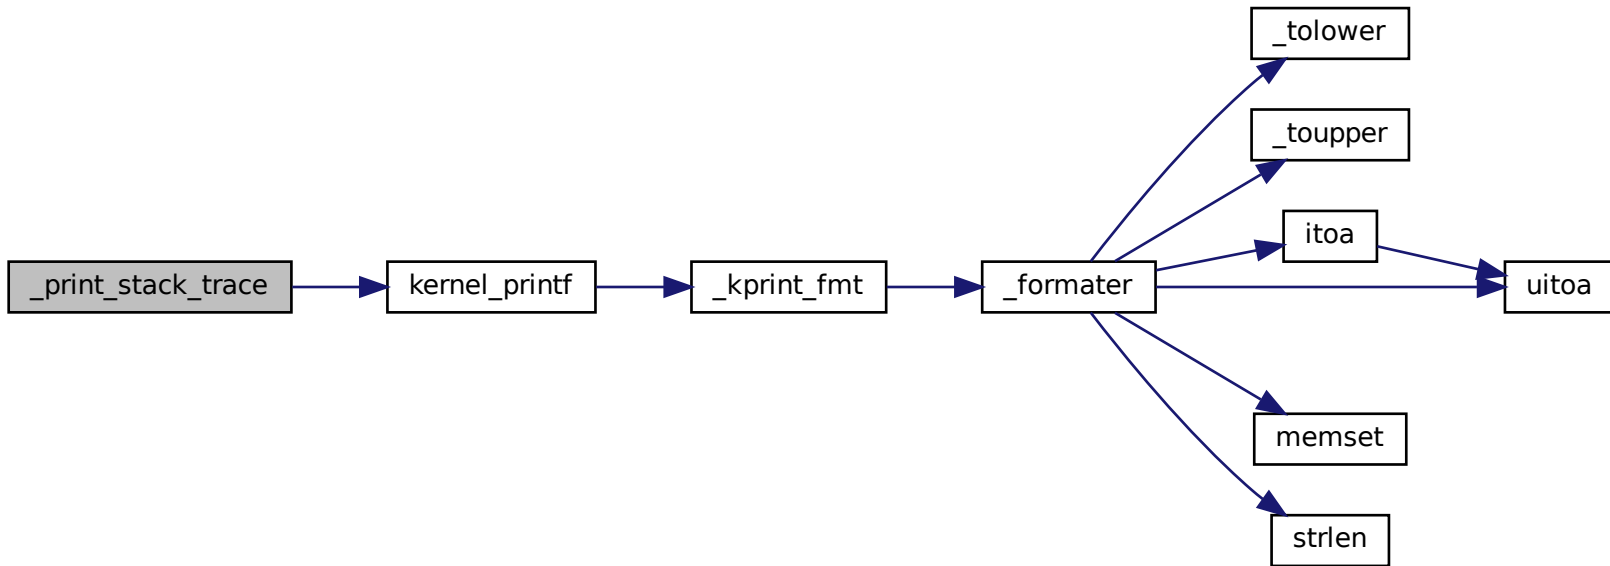 _tolower
_toupper
itoa
_print_stack_trace
kernel_printf
_kprint_fmt
_formater
uitoa
memset
strlen